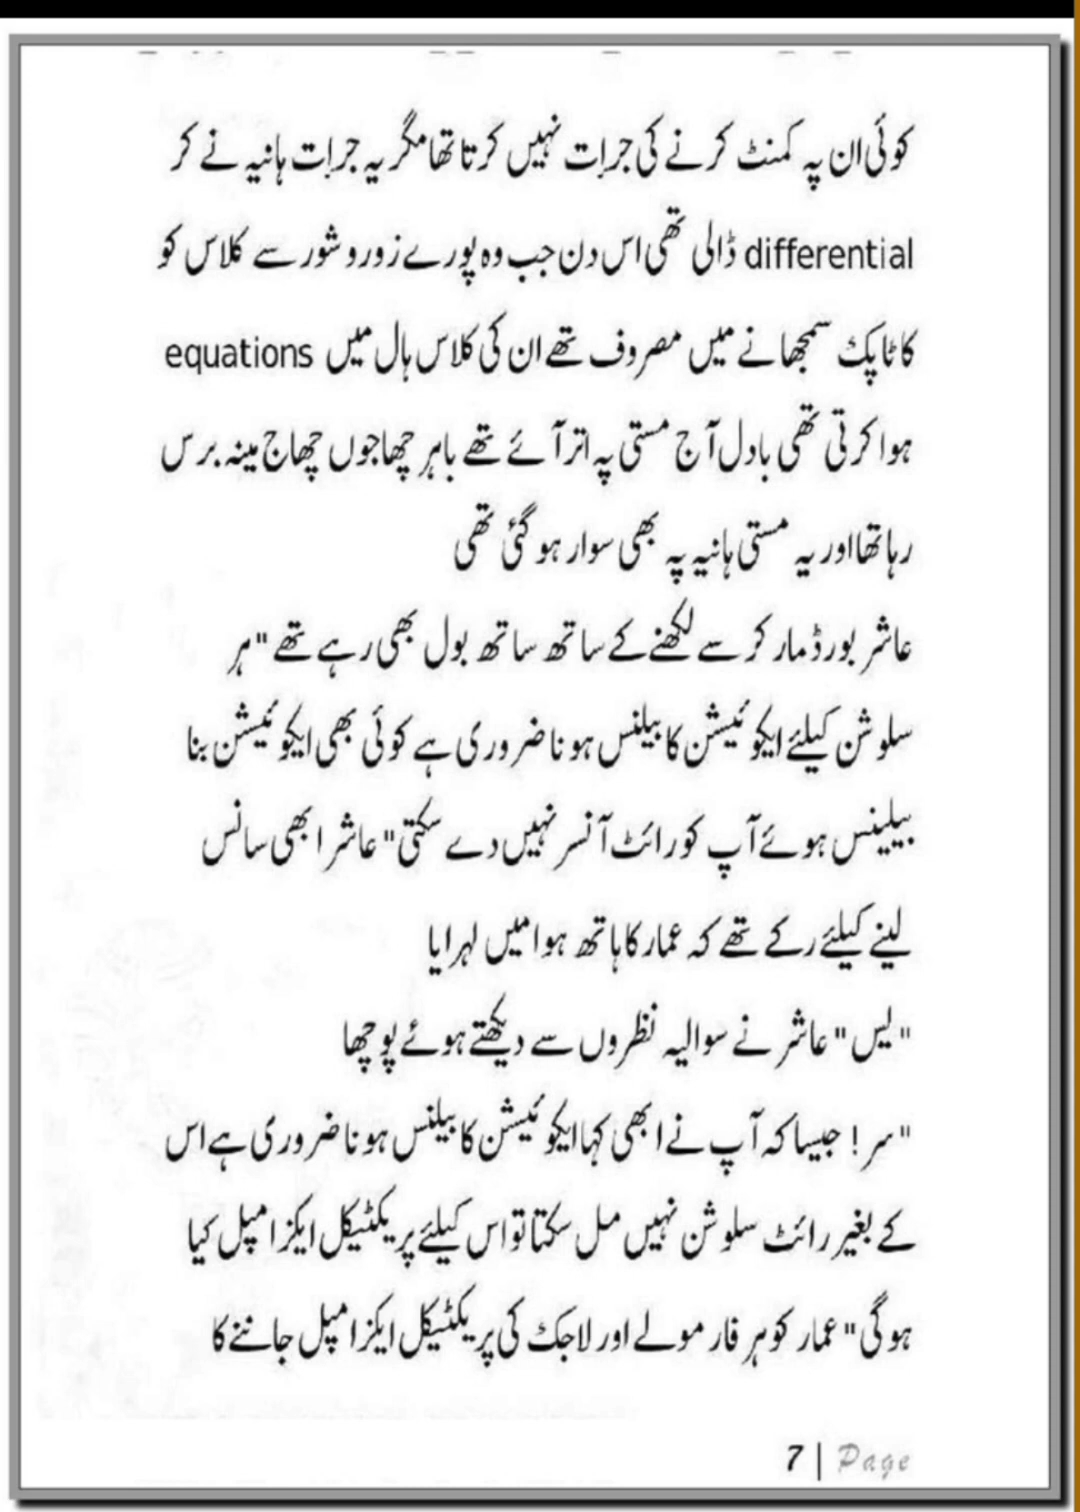 کوئی ان پہ کمنٹ کرنے کی جرات نہیں کرتا تھا مگر یہ جرات ہانیہ نے کر
differential ڈالی تھی اس دن جب وہ پورے زور و شور سے کلاس کو
کا ٹاپک سمجھانے میں مصروف تھے ان کی کلاس ہال میں equations
ہوا کرتی تھی بادل آج مستی پہ اتر آئے تھے باہر چھاجوں چھاج مینہ برس
رہا تھا اور یہ مستی ہانیہ پہ بھی سوار ہو گئی تھی
عاشر بورڈ مار کر سے لکھنے کے ساتھ ساتھ بول بھی رہے تھے "ہر
سلوشن کیلئے ایکوئیشن کا بیلنس ہونا ضروری ہے کوئی بھی ایکوئیشن بنا
بیلینس ہوئے آپ کو رائٹ آنسر نہیں دے سکتی" عاشر ابھی سانس
لینے کیلئے رکے تھے کہ عمار کا ہاتھ ہوا میں لہرایا
"یس" عاشر نے سوالیہ نظروں سے دیکھتے ہوئے پوچھا
"سر! جیسا کہ آپ نے ابھی کہا ایکوئیشن کا بیلنس ہونا ضروری ہے اس
کے بغیر رائٹ سلوشن نہیں مل سکتا تو اس کیلئے پریکٹیکل ایگزامپل کیا
ہوگی" عمار کو ہر فارمولے اور لاجک کی پریکٹیکل ایگزامپل جاننے کا
7 | Page